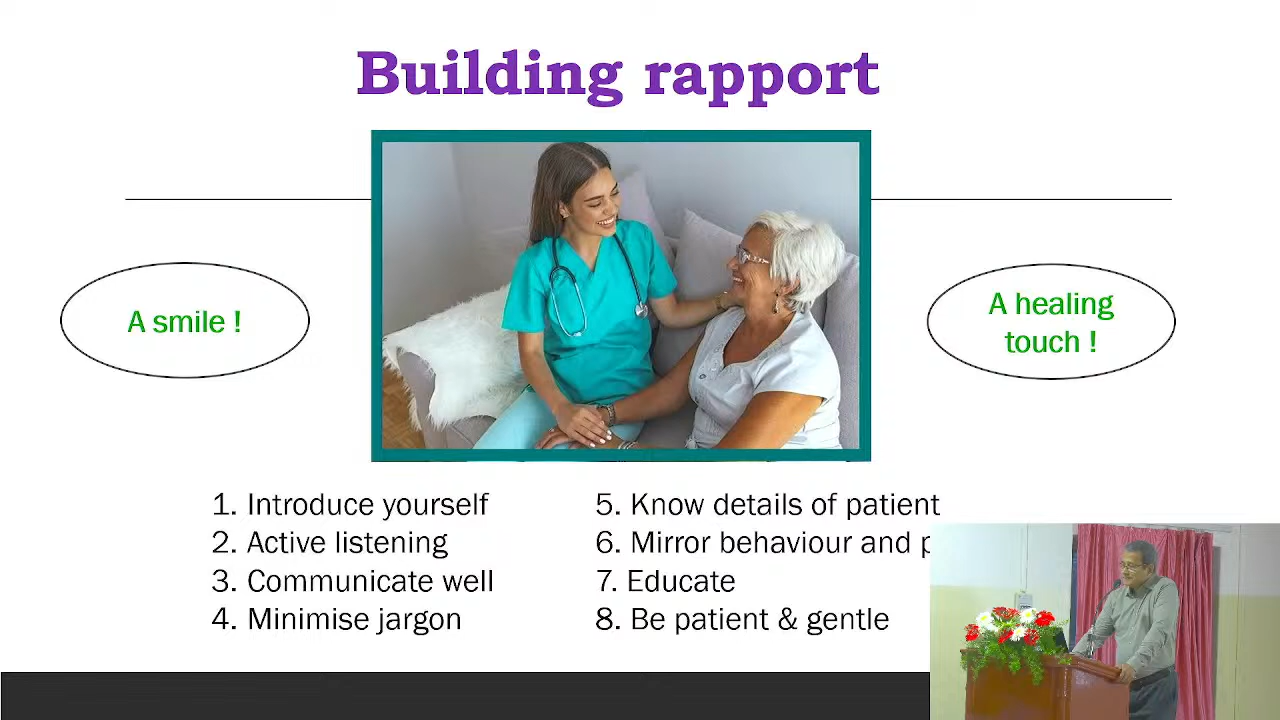 Building rapport
A smile !
A healing
touch !
1. Introduce yourself
2. Active listening
3. Communicate well
4. Minimise jargon
5. Know details of patient
6. Mirror behaviour and
7. Educate
8. Be patient & gentle